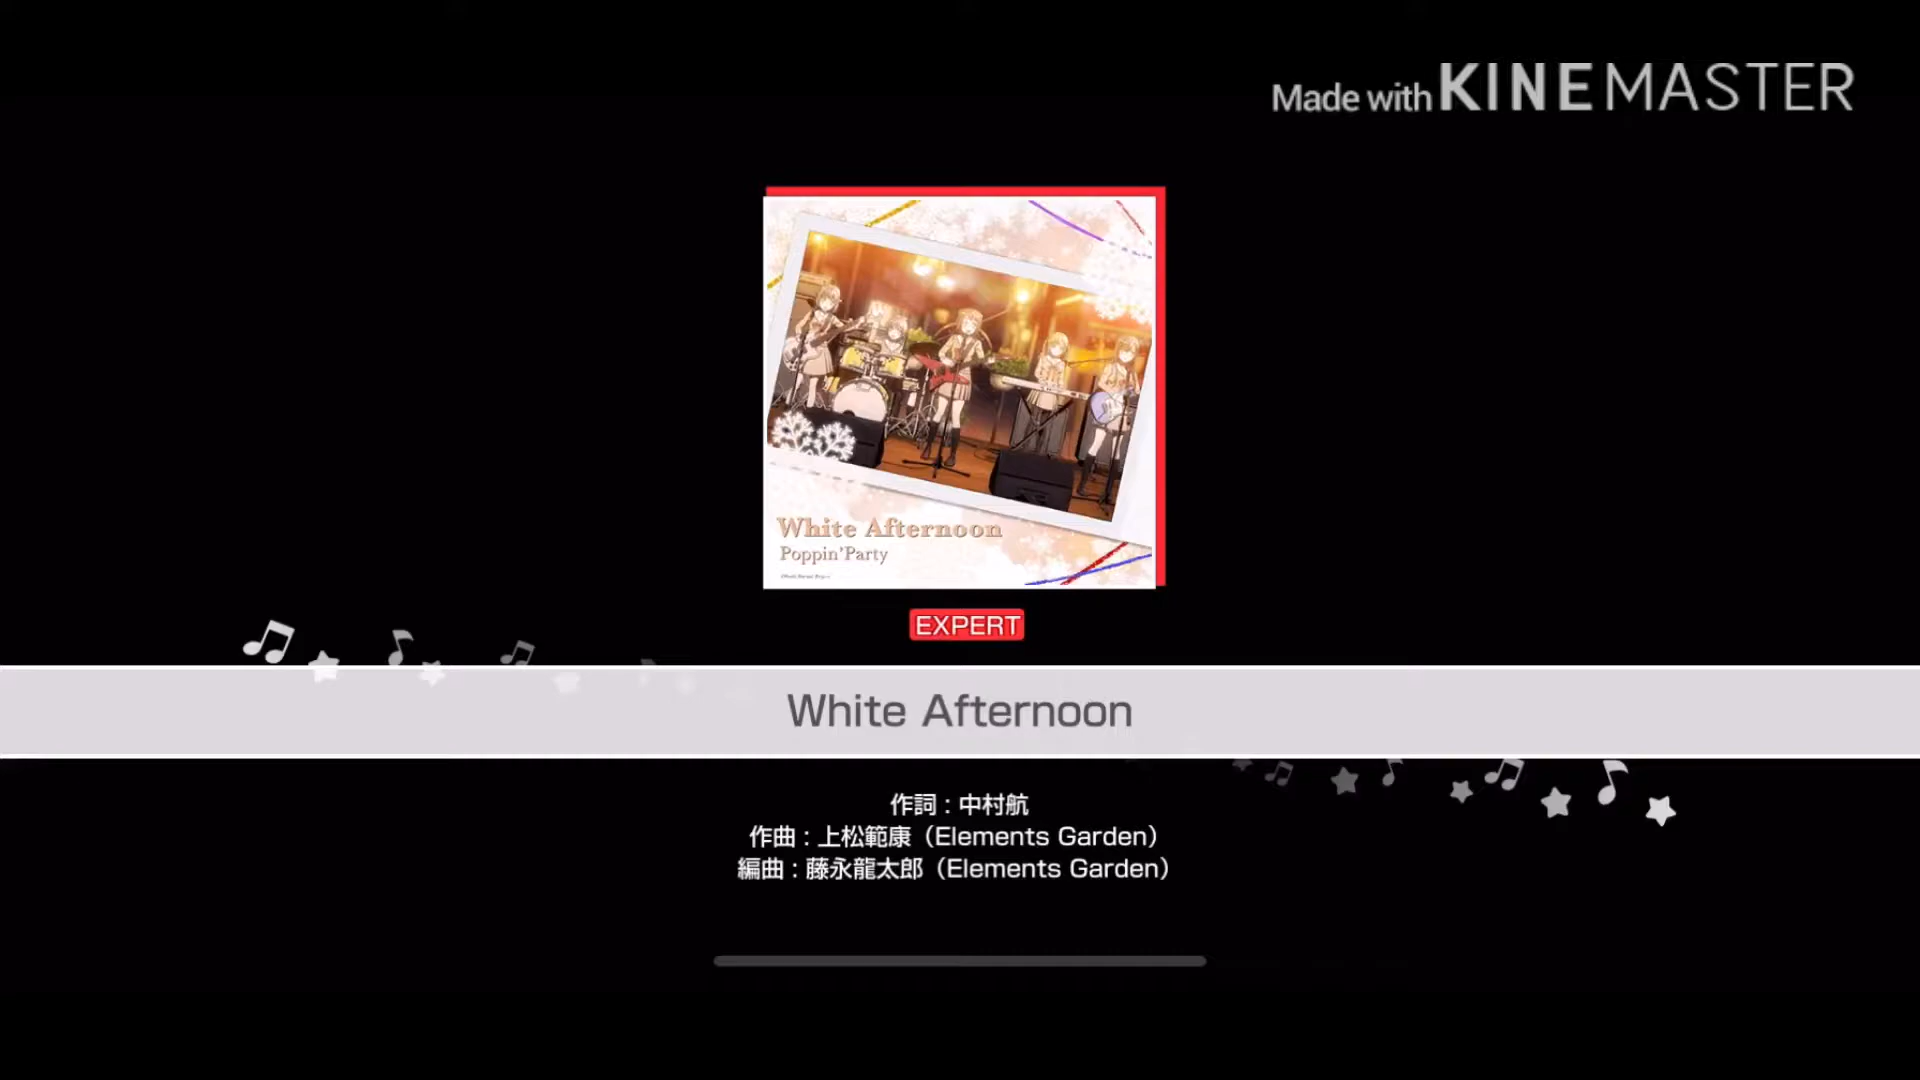 Made with KINEMASTER
White Afternoon
Poppin'Party
EXPERT
White Afternoon
作詞：中村航
作曲：上松範康（Elements Garden）
編曲：藤永龍太郎（Elements Garden）